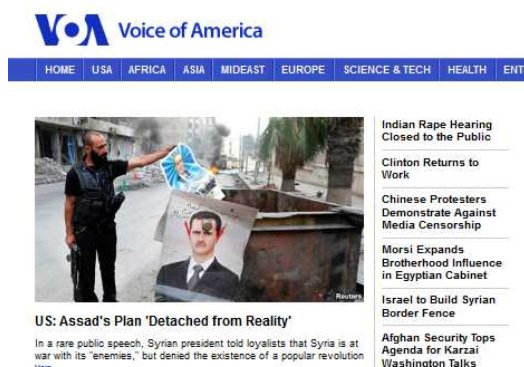 VOA Voice of America
HOME USA AFRICA ASIA MIDEAST EUROPE SCIENCE & TECH HEALTH ENT
Reuters
US: Assad's Plan 'Detached from Reality'
In a rare public speech, Syrian president told loyalists that Syria is at
war with its "enemies," but denied the existence of a popular revolution
Indian Rape Hearing
Closed to the Public
Clinton Returns to
Work
Chinese Protesters
Demonstrate Against
Media Censorship
Morsi Expands
Brotherhood Influence
in Egyptian Cabinet
Israel to Build Syrian
Border Fence
Afghan Security Tops
Agenda for Karzai
Washington Talks